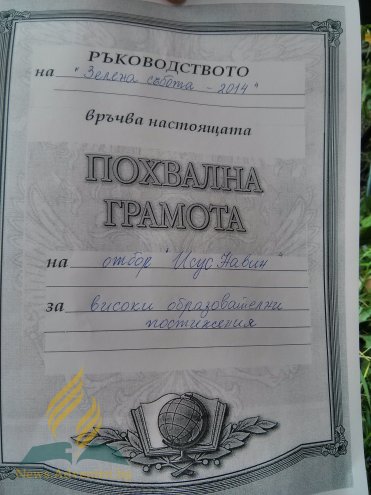 РЪКОВОДСТВОТО
на "Зелена събота - 2014"
връчва настоящата
ПОХВАЛНА
ГРАМОТА
на отбор "Исус Навин"
за високи образователни
постижения